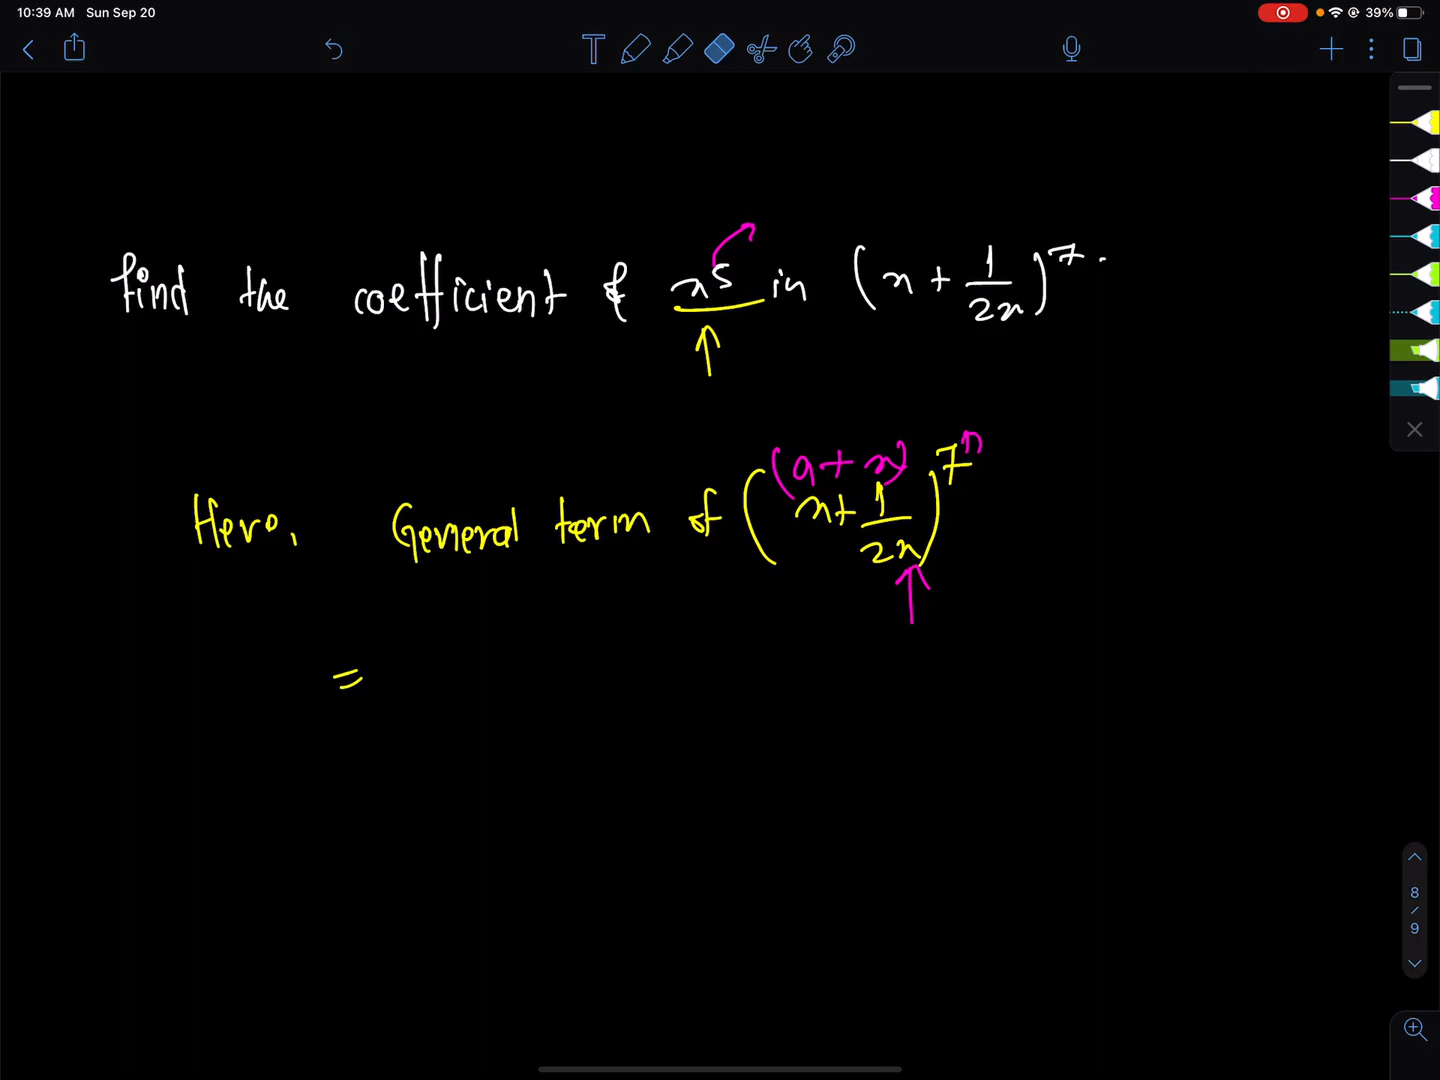 10:39 AM Sun Sep 20
39%
T
find the coefficient of x^5 in (x + 1/2x)^7.
(a + x)^n
Here, General term of (x + 1/2x)^7
=
8
/
9